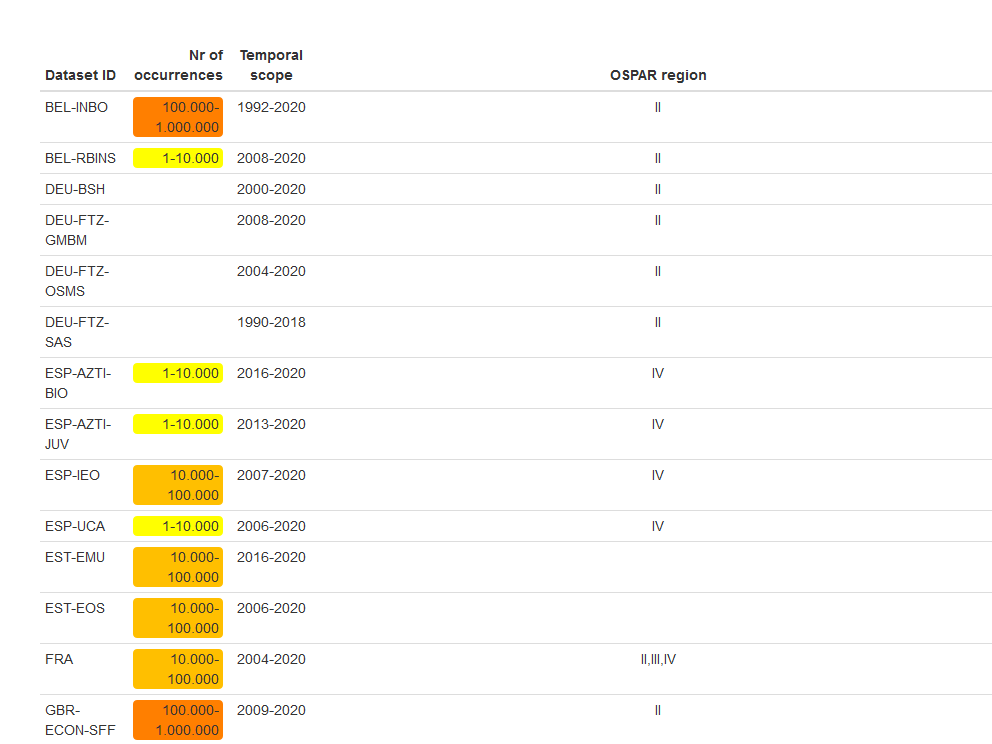 Nr of Temporal
Dataset ID occurrences scope OSPAR region
BEL-INBO 100.000- 1992-2020 II
1.000.000
BEL-RBINS 1-10.000 2008-2020 II
DEU-BSH 2000-2020 II
DEU-FTZ- 2008-2020 II
GMBM
DEU-FTZ- 2004-2020 II
OSMS
DEU-FTZ- 1990-2018 II
SAS
ESP-AZTI- 1-10.000 2016-2020 IV
BIO
ESP-AZTI- 1-10.000 2013-2020 IV
JUV
ESP-IEO 10.000- 2007-2020 IV
100.000
ESP-UCA 1-10.000 2006-2020 IV
EST-EMU 10.000- 2016-2020
100.000
EST-EOS 10.000- 2006-2020
100.000
FRA 10.000- 2004-2020 II,III,IV
100.000
GBR- 100.000- 2009-2020 II
ECON-SFF 1.000.000